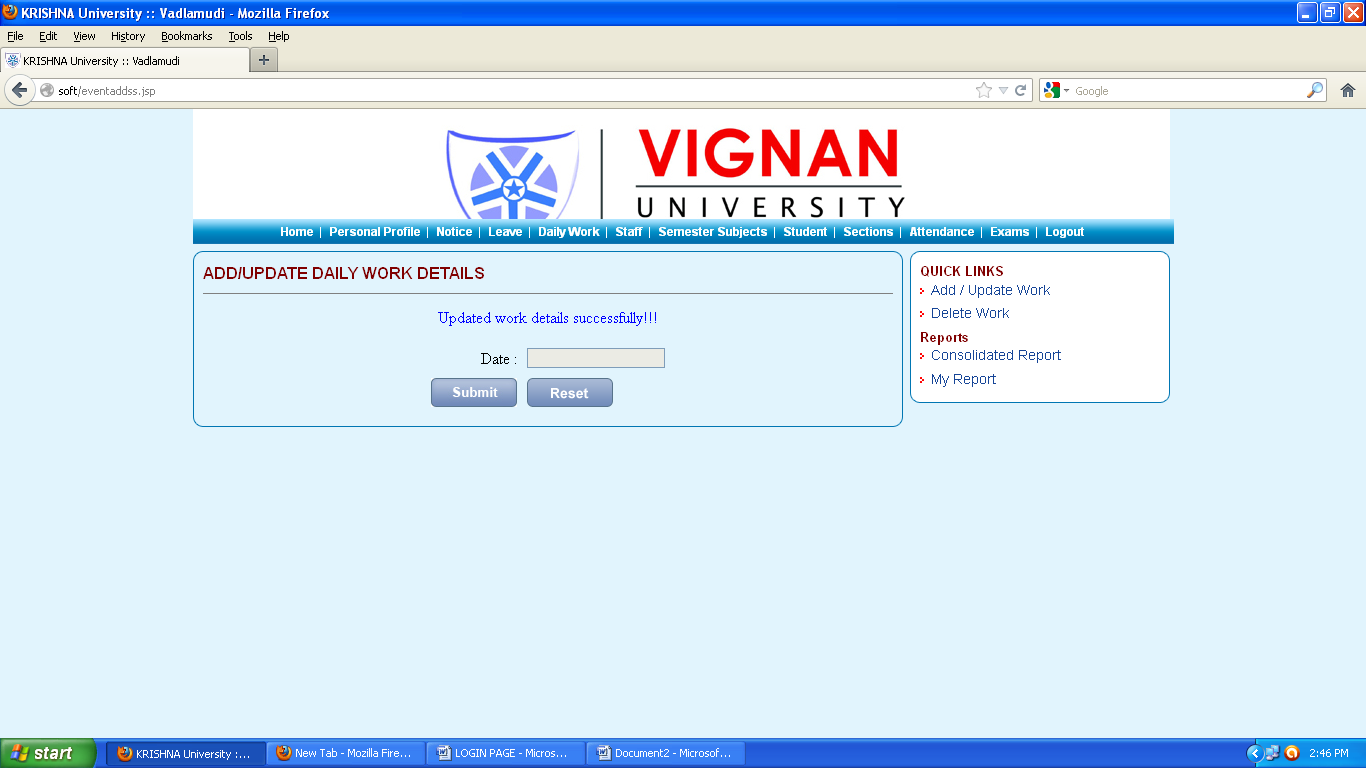 KRISHNA University :: Vadlamudi - Mozilla Firefox
File Edit View History Bookmarks Tools Help
KRISHNA University :: Vadlamudi
soft/eventaddss.jsp
Google
VIGNAN
UNIVERSITY
Home | Personal Profile | Notice | Leave | Daily Work | Staff | Semester Subjects | Student | Sections | Attendance | Exams | Logout
ADD/UPDATE DAILY WORK DETAILS
Updated work details successfully!!!
Date :
Submit Reset
QUICK LINKS
Add / Update Work
Delete Work
Reports
Consolidated Report
My Report
start KRISHNA University :... New Tab - Mozilla Fire... LOGIN PAGE - Micros... Document2 - Microsof... 2:46 PM